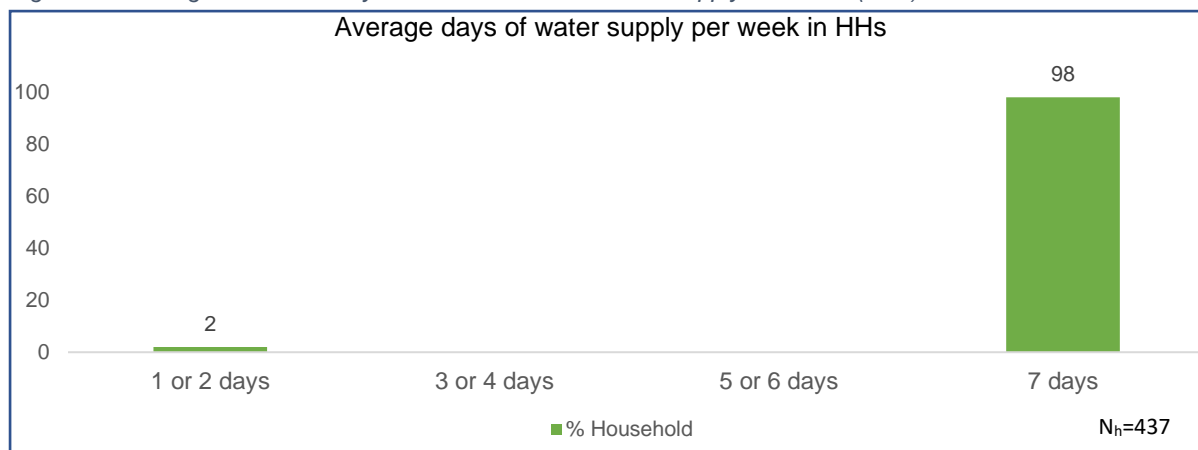 Average days of water supply per week in HHs
98
100
80
60
40
20
2
0
1 or 2 days 3 or 4 days 5 or 6 days 7 days
% Household
Nₕ=437